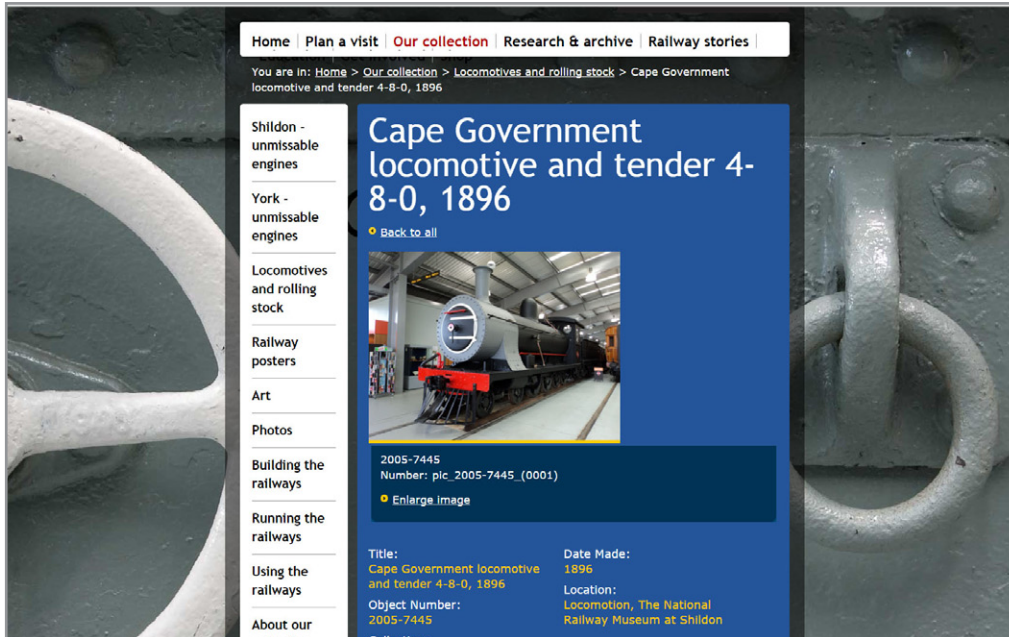 Home Plan a visit Our collection Research & archive Railway stories
Education Get involved Shop
You are in: Home > Our collection > Locomotives and rolling stock > Cape Government
locomotive and tender 4-8-0, 1896
Shildon -
unmissable
engines
York -
unmissable
engines
Locomotives
and rolling
stock
Railway
posters
Art
Photos
Building the
railways
Running the
railways
Using the
railways
About our
Cape Government
locomotive and tender 4-
8-0, 1896
Back to all
2005-7445
Number: pic_2005-7445_(0001)
Enlarge image
Title:
Cape Government locomotive
and tender 4-8-0, 1896
Object Number:
2005-7445
Date Made:
1896
Location:
Locomotion, The National
Railway Museum at Shildon